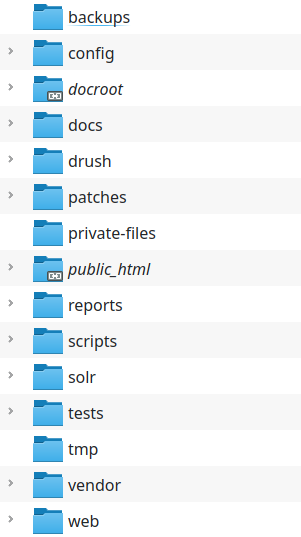 backups
config
docroot
docs
drush
patches
private-files
public_html
reports
scripts
solr
tests
tmp
vendor
web